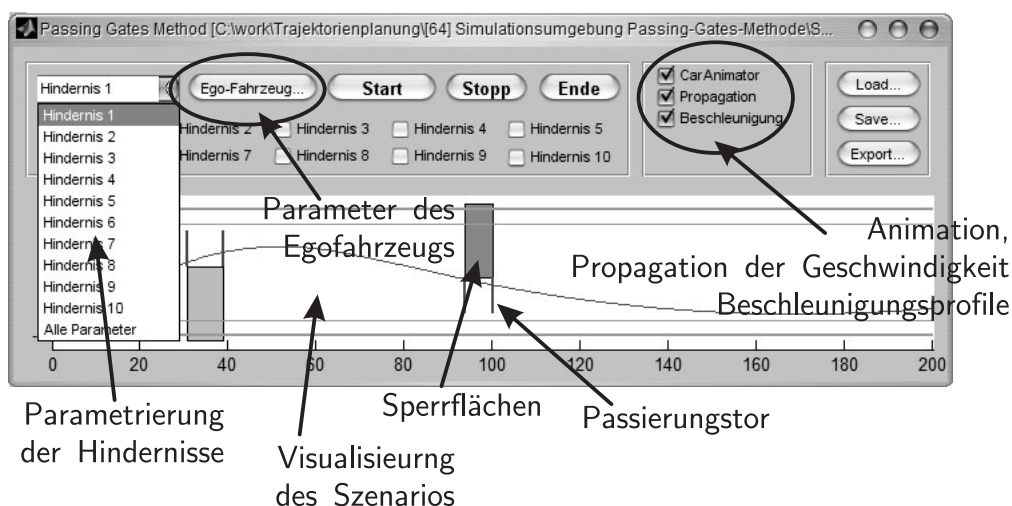 Passing Gates Method [C:\work\Trajektorienplanung\[64] Simulationsumgebung Passing-Gates-Methode\S...
Hindernis 1
Ego-Fahrzeug...
Start
Stopp
Ende
CarAnimator
Propagation
Beschleunigung
Load...
Save...
Export...
Hindernis 1
Hindernis 2
Hindernis 3
Hindernis 4
Hindernis 5
Hindernis 6
Hindernis 7
Hindernis 8
Hindernis 9
Hindernis 10
Alle Parameter
Hindernis 2 Hindernis 3 Hindernis 4 Hindernis 5
Hindernis 7 Hindernis 8 Hindernis 9 Hindernis 10
Parameter des
Egofahrzeugs
Animation,
Propagation der Geschwindigkeit
Beschleunigungsprofile
0 20 40 60 80 100 120 140 160 180 200
Parametrierung
der Hindernisse
Visualisieurng
des Szenarios
Sperrflächen
Passierungstor